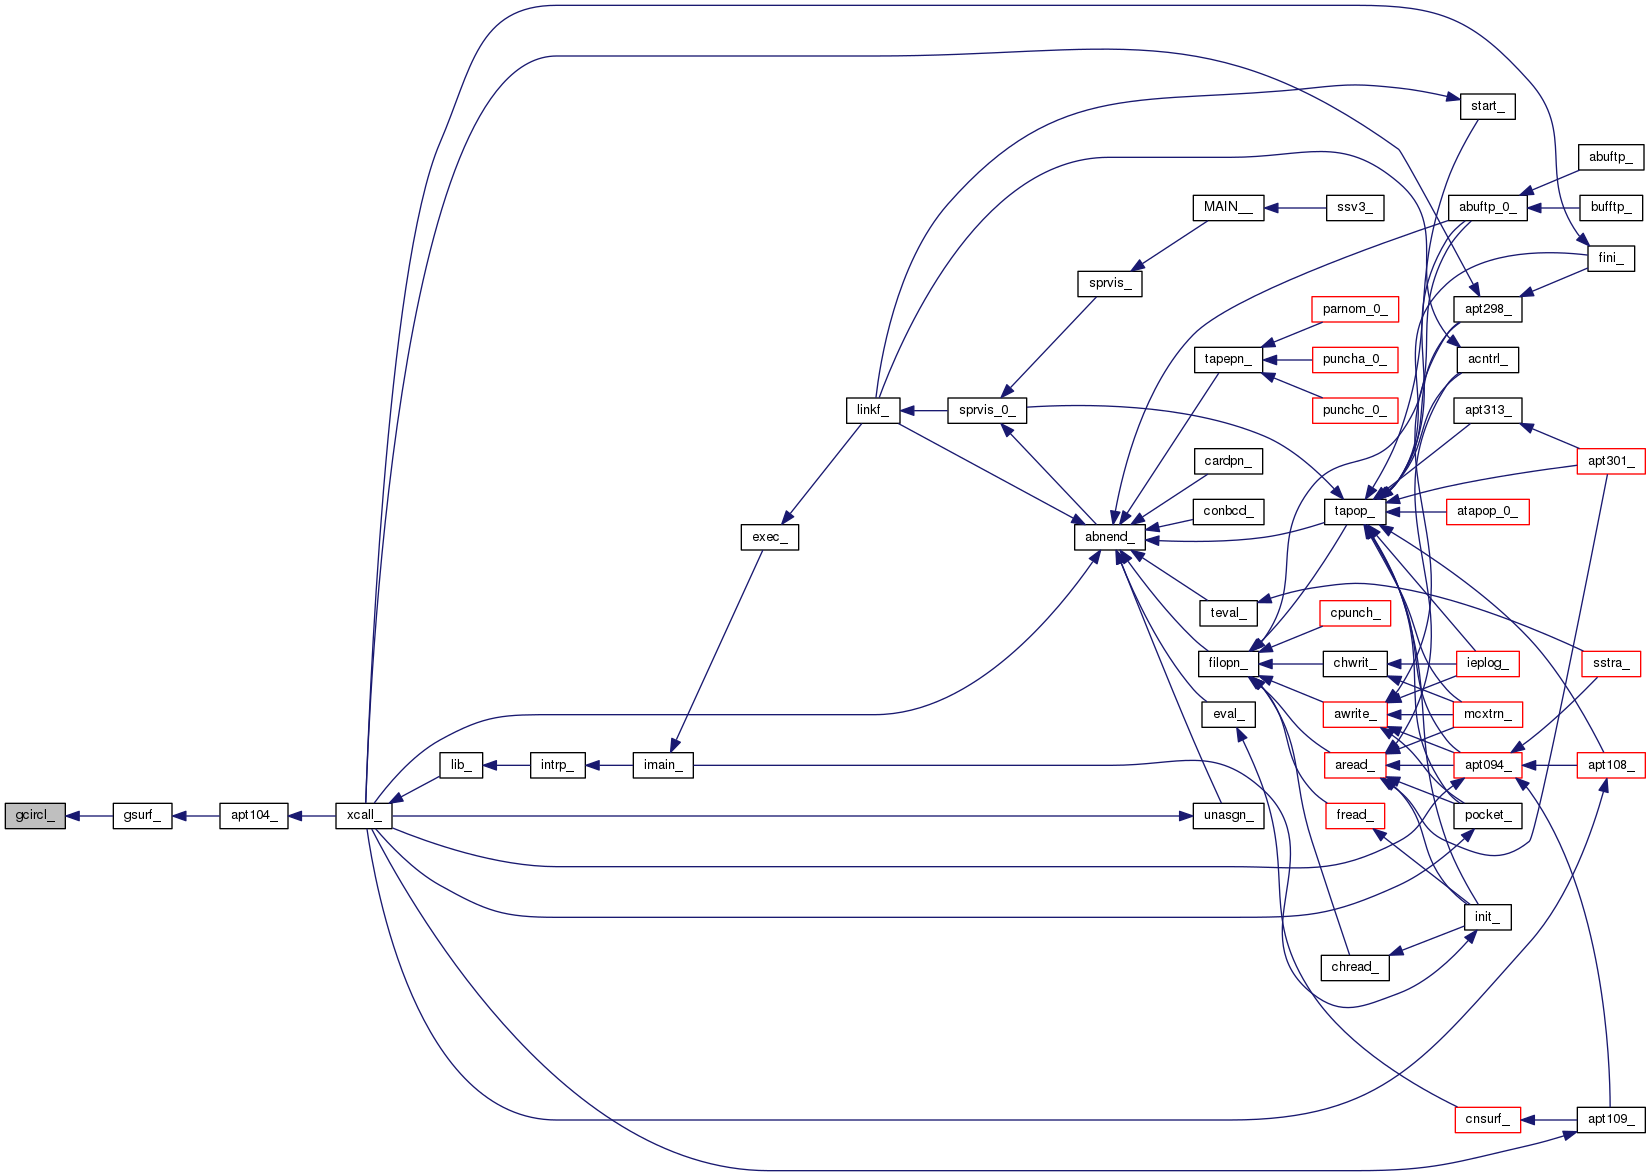 start_
abuftp_
MAIN__
ssv3_
abuftp_0_
bufftp_
fini_
sprvis_
parnom_0_
apt298_
tapepn_
puncha_0_
acntrl_
linkf_
sprvis_0_
punchc_0_
apt313_
cardpn_
apt301_
conbcd_
tapop_
atapop_0_
exec_
abnend_
teval_
cpunch_
filopn_
chwrit_
ieplog_
sstra_
eval_
awrite_
mcxtrn_
lib_
intrp_
imain_
aread_
apt094_
apt108_
gcircl_
gsurf_
apt104_
xcall_
unasgn_
fread_
pocket_
init_
chread_
cnsurf_
apt109_